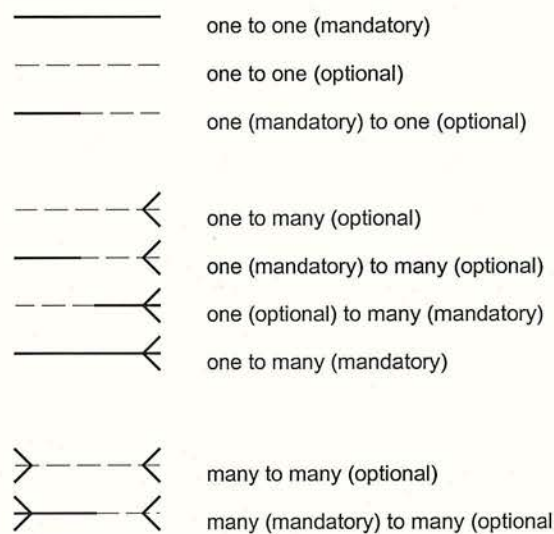 one to one (mandatory)
one to one (optional)
one (mandatory) to one (optional)
one to many (optional)
one (mandatory) to many (optional)
one (optional) to many (mandatory)
one to many (mandatory)
many to many (optional)
many (mandatory) to many (optional